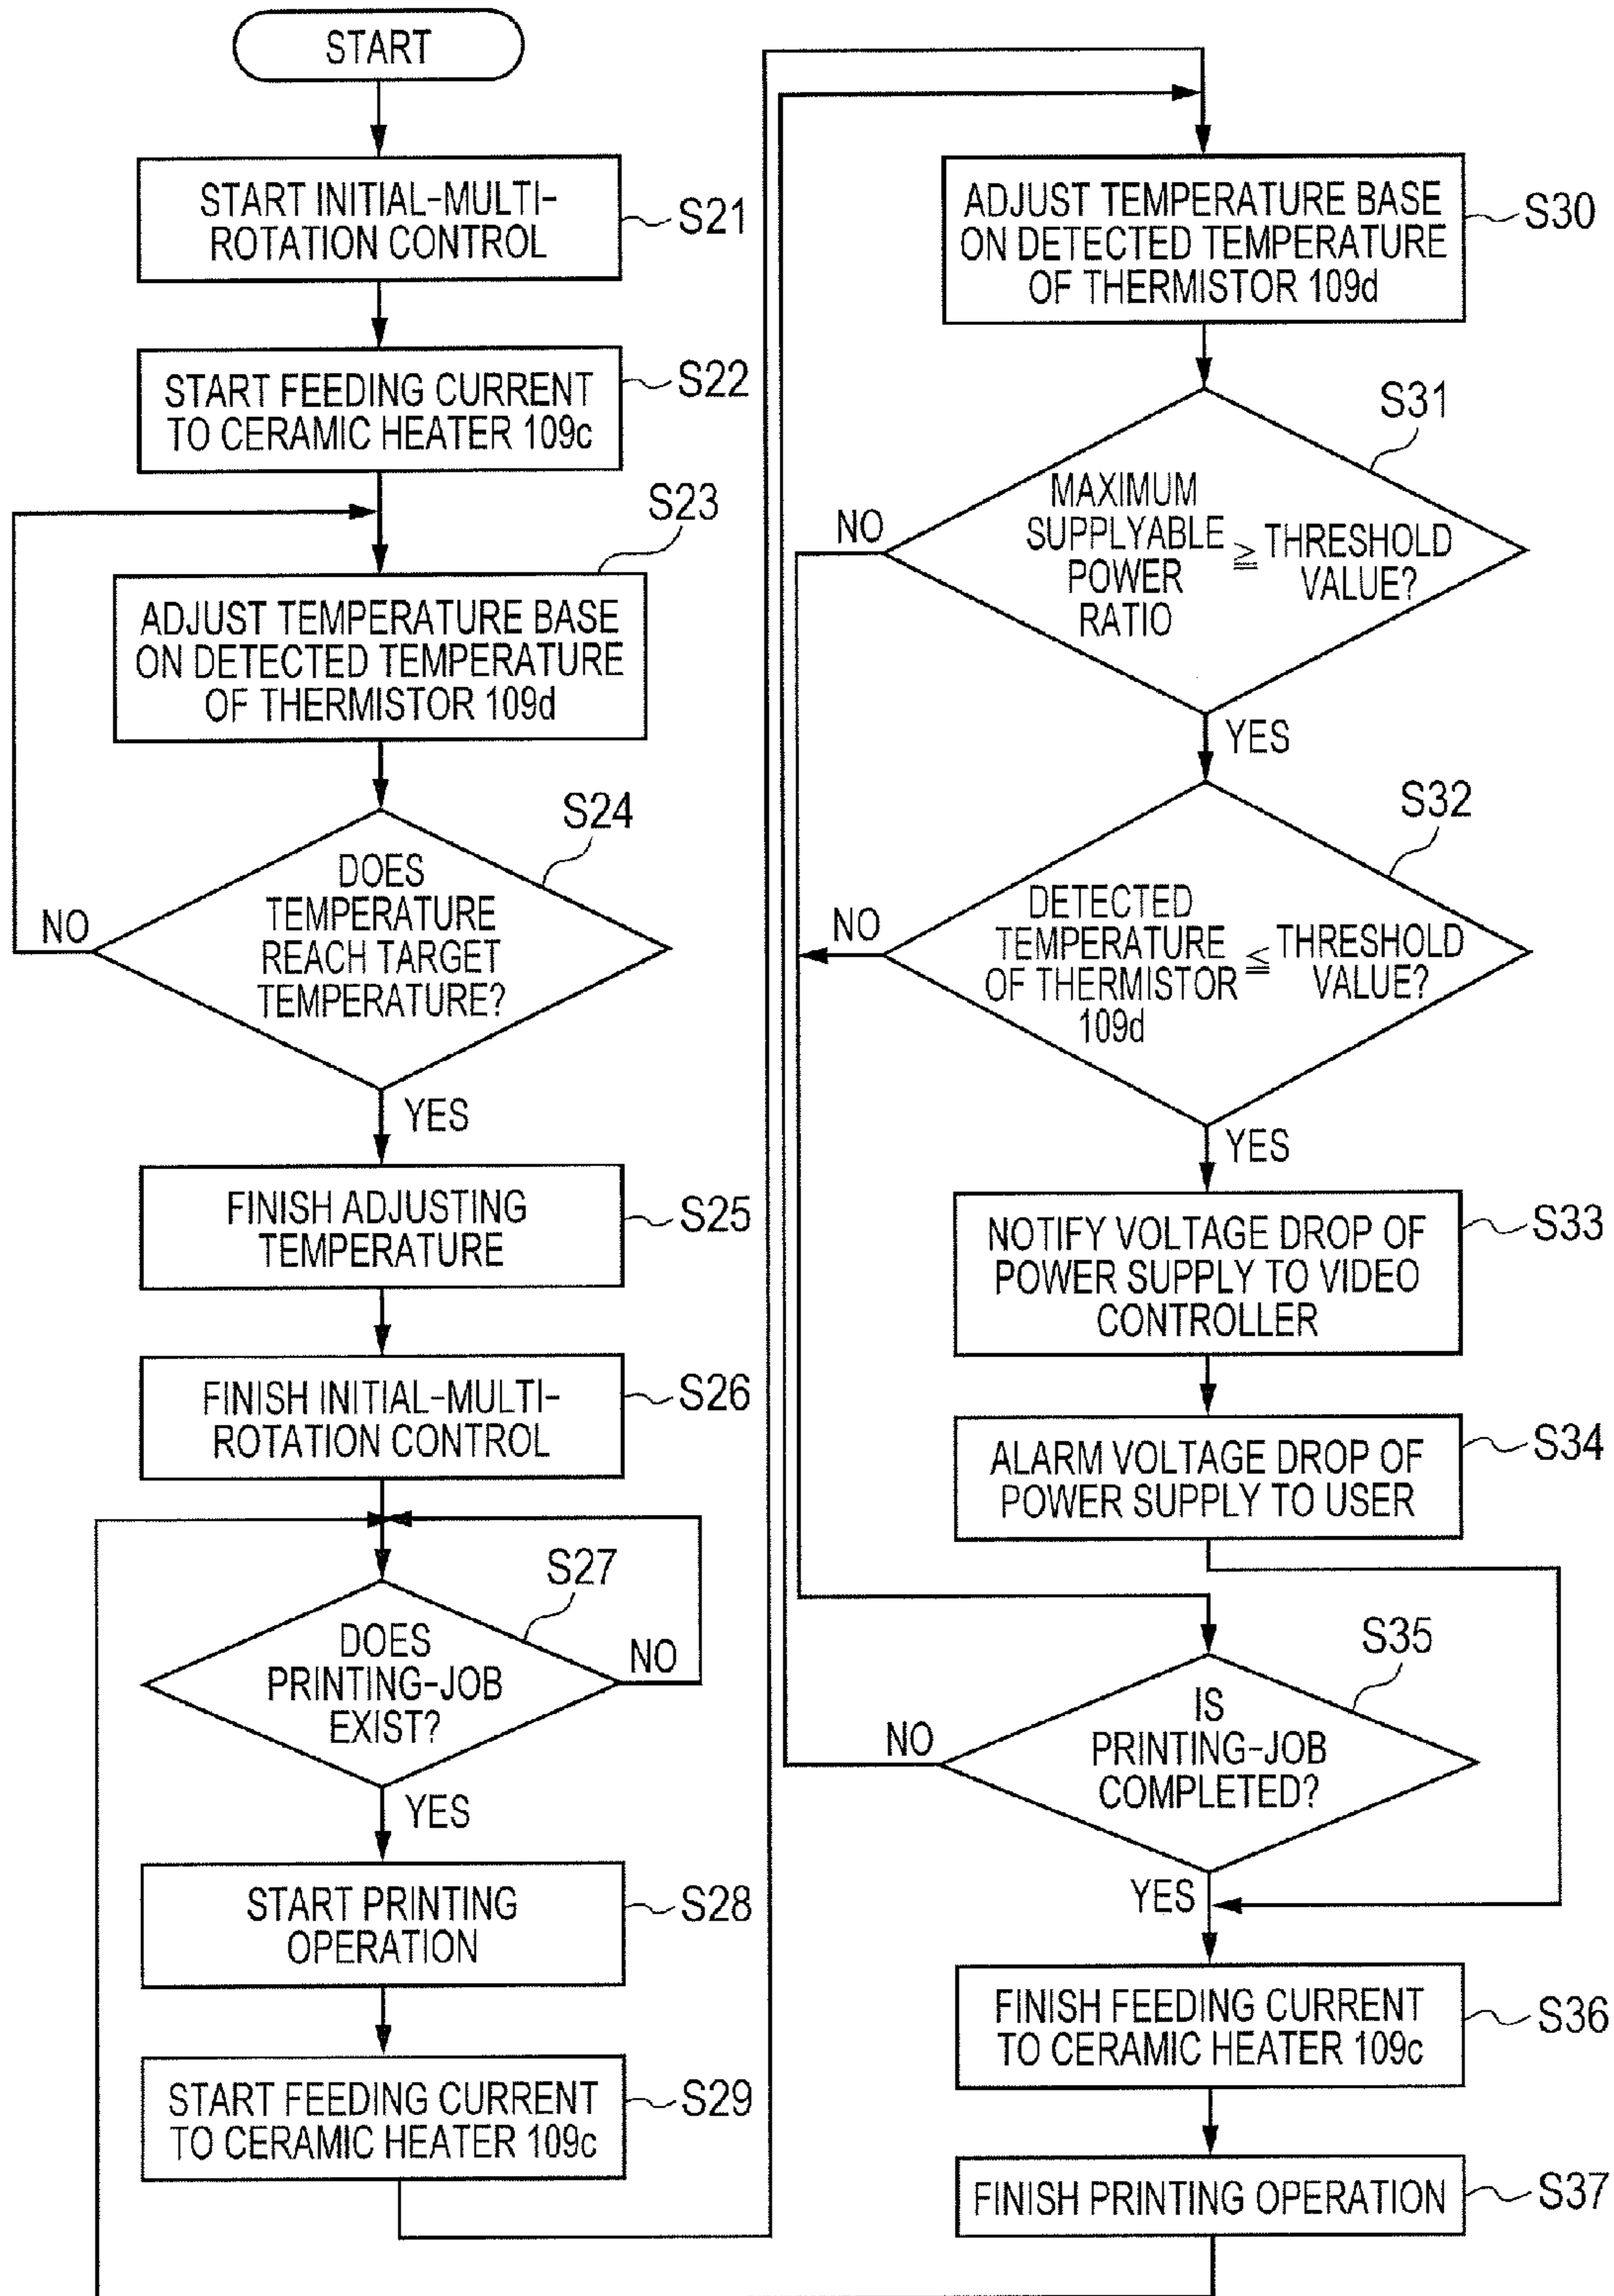 START
START INITIAL-MULTI-
ROTATION CONTROL
S21
START FEEDING CURRENT
TO CERAMIC HEATER 109c
S22
S23
ADJUST TEMPERATURE BASE
ON DETECTED TEMPERATURE
OF THERMISTOR 109d
S24
DOES
TEMPERATURE
REACH TARGET
TEMPERATURE?
NO
YES
FINISH ADJUSTING
TEMPERATURE
S25
FINISH INITIAL-MULTI-
ROTATION CONTROL
S26
S27
DOES
PRINTING-JOB
EXIST?
NO
YES
START PRINTING
OPERATION
S28
START FEEDING CURRENT
TO CERAMIC HEATER 109c
S29
ADJUST TEMPERATURE BASE
ON DETECTED TEMPERATURE
OF THERMISTOR 109d
S30
S31
MAXIMUM
SUPPLYABLE
POWER
RATIO
≧
THRESHOLD
VALUE?
NO
YES
S32
DETECTED
TEMPERATURE
OF THERMISTOR
109d
≦
THRESHOLD
VALUE?
NO
YES
NOTIFY VOLTAGE DROP OF
POWER SUPPLY TO VIDEO
CONTROLLER
S33
ALARM VOLTAGE DROP OF
POWER SUPPLY TO USER
S34
S35
IS
PRINTING-JOB
COMPLETED?
NO
YES
FINISH FEEDING CURRENT
TO CERAMIC HEATER 109c
S36
FINISH PRINTING OPERATION
S37